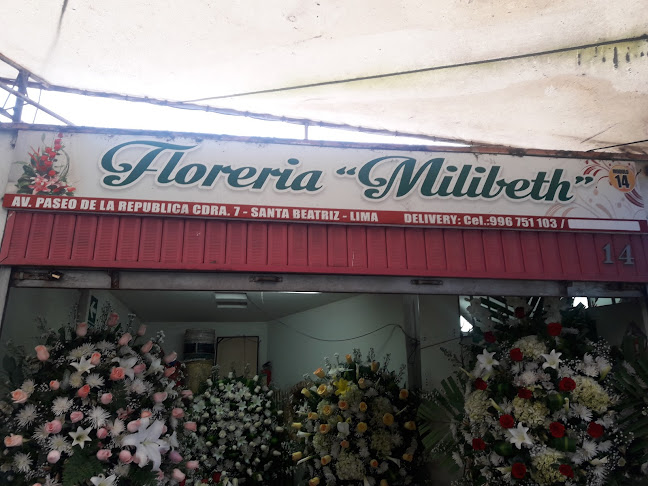 Floreria "Milibeth"
14
AV. PASEO DE LA REPUBLICA CDRA. 7 - SANTA BEATRIZ - LIMA DELIVERY: Cel.:996 751 103 /
14